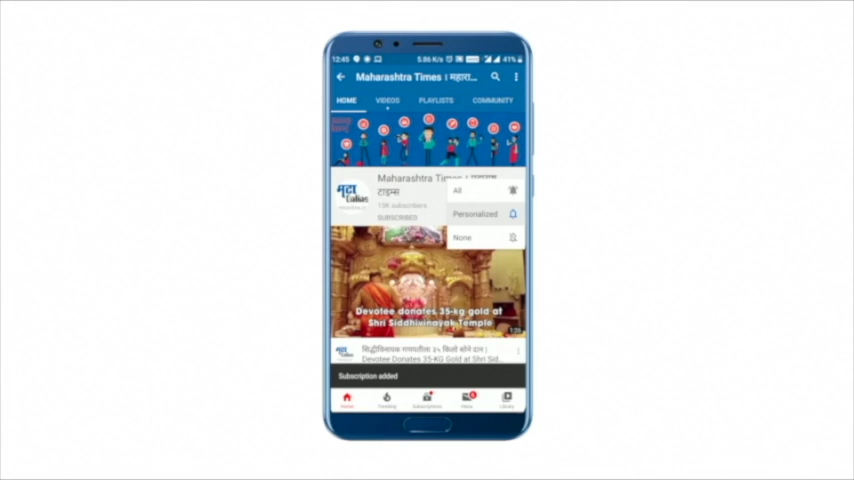 12:45
5.86 K/s
41%
Maharashtra Times । महारा...
HOME
VIDEOS
PLAYLISTS
COMMUNITY
Maharashtra Times । महाराष्ट्र
टाइम्स
15K subscribers
SUBSCRIBED
All
Personalized
None
Devotee donates 35-kg gold at
Shri Siddhivinayak Temple
सिद्धीविनायक गणपतीला ३५ किलो सोने दान |
Devotee Donates 35-KG Gold at Shri Sid...
Subscription added
Home
Trending
Subscriptions
Inbox
Library